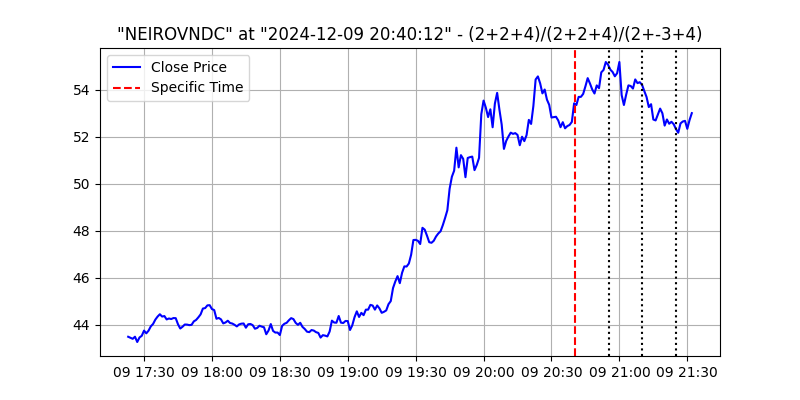 "NEIROVNDC" at "2024-12-09 20:40:12" - (2+2+4)/(2+2+4)/(2+-3+4)
Close Price
Specific Time
54
52
50
48
46
44
09 17:30 09 18:00 09 18:30 09 19:00 09 19:30 09 20:00 09 20:30 09 21:00 09 21:30